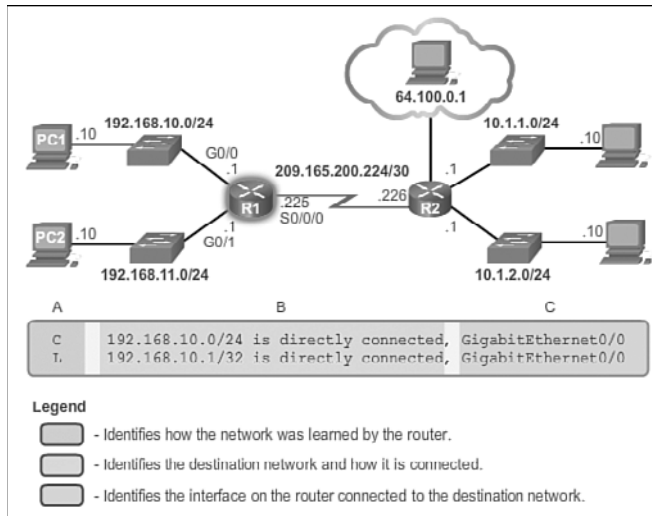 64.100.0.1
192.168.10.0/24
10.1.1.0/24
PC1
.10
.10
G0/0
.1
209.165.200.224/30
.1
.225
.226
R1
S0/0/0
R2
PC2
.10
.1
G0/1
.1
.10
192.168.11.0/24
10.1.2.0/24
A B C
C 192.168.10.0/24 is directly connected, GigabitEthernet0/0
L 192.168.10.1/32 is directly connected, GigabitEthernet0/0
Legend
- Identifies how the network was learned by the router.
- Identifies the destination network and how it is connected.
- Identifies the interface on the router connected to the destination network.